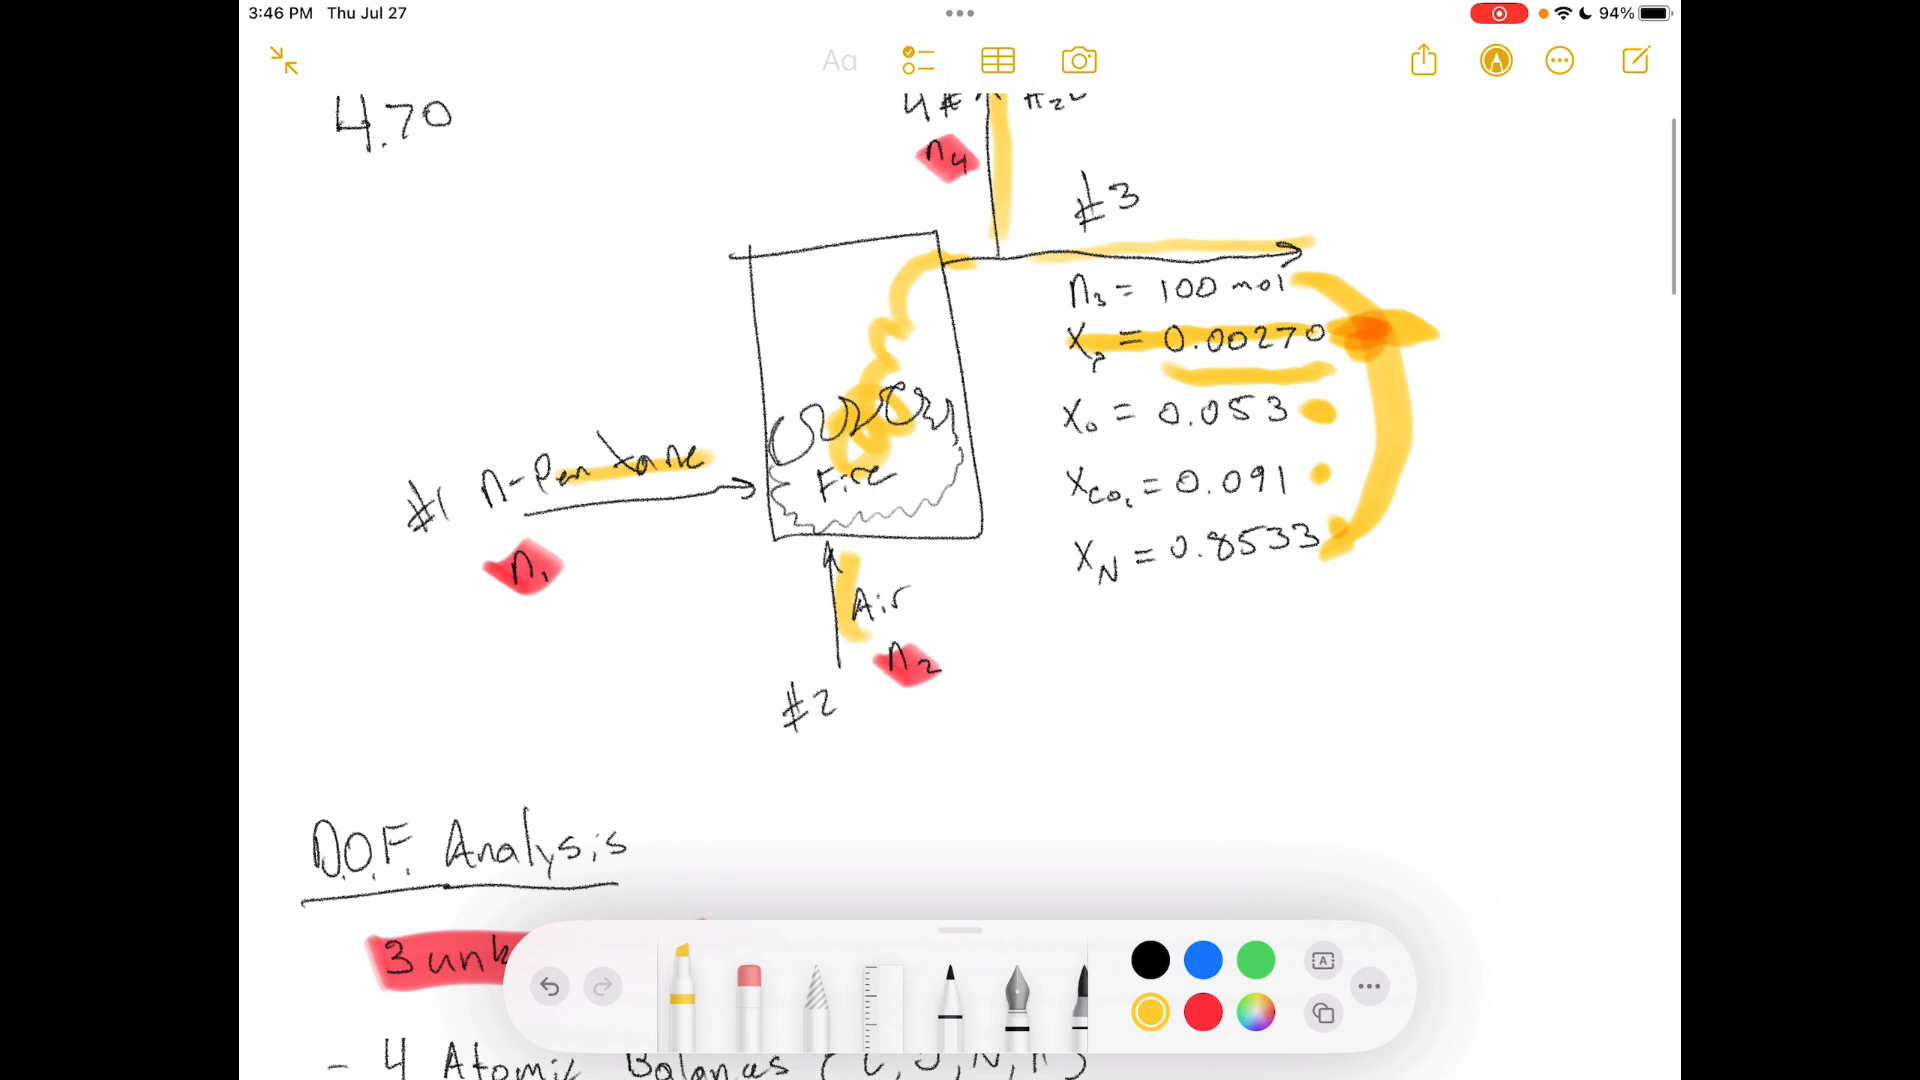 3:46 PM Thu Jul 27
94%
Aa
4.70
4#
n4
#3
n3 = 100 mol
Xp = 0.00270
X0 = 0.053
XCO2 = 0.091
XN = 0.8533
Fire
#1 n-Pentane
n1
Air
n2
#2
D.O.F. Analysis
3 unk
- 4 Atomic Balances (C, O, N, H)
A